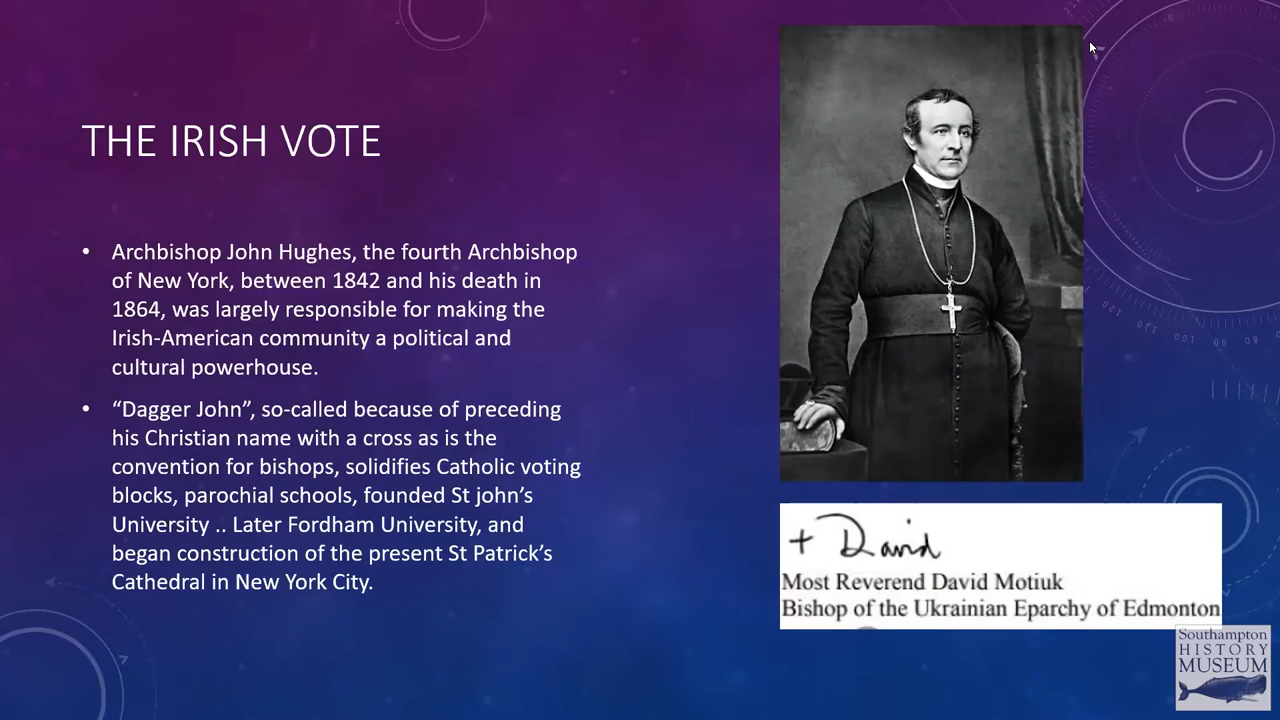 THE IRISH VOTE
• Archbishop John Hughes, the fourth Archbishop
of New York, between 1842 and his death in
1864, was largely responsible for making the
Irish-American community a political and
cultural powerhouse.
• “Dagger John”, so-called because of preceding
his Christian name with a cross as is the
convention for bishops, solidifies Catholic voting
blocks, parochial schools, founded St john’s
University .. Later Fordham University, and
began construction of the present St Patrick’s
Cathedral in New York City.
+ David
Most Reverend David Motiuk
Bishop of the Ukrainian Eparchy of Edmonton
Southampton
HISTORY
MUSEUM